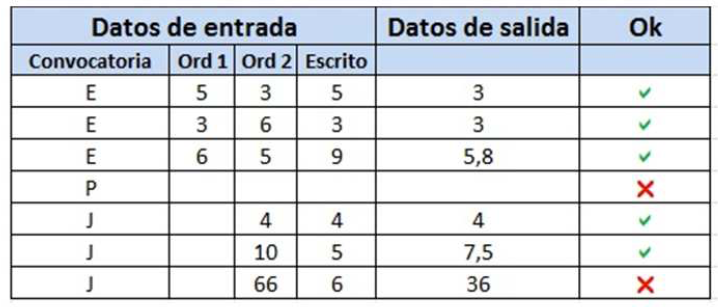 Datos de entrada Datos de salida Ok
Convocatoria Ord 1 Ord 2 Escrito
E 5 3 5 3 ✓
E 3 6 3 3 ✓
E 6 5 9 5,8 ✓
P ✗
J 4 4 4 ✓
J 10 5 7,5 ✓
J 66 6 36 ✗